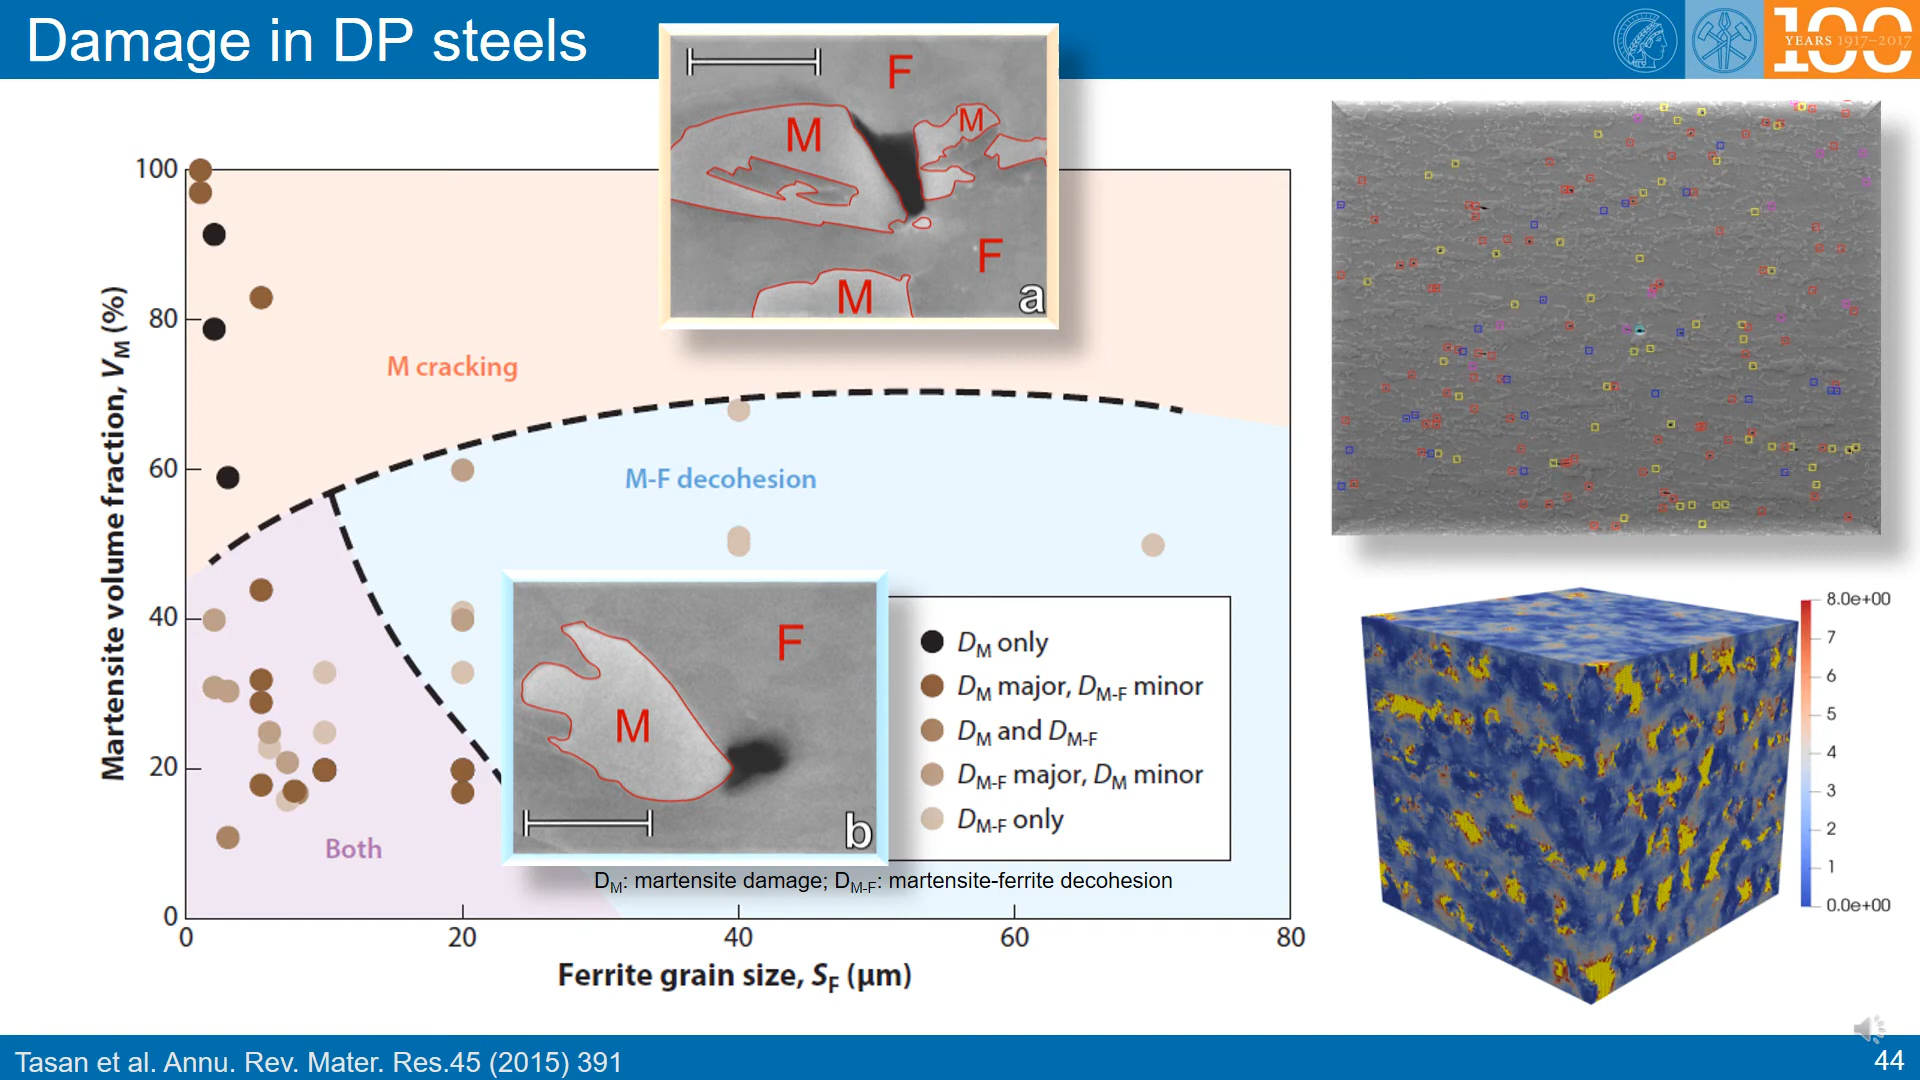 Damage in DP steels
100
YEARS 1917–2017
F
M
M
F
M
a
100
80
60
40
20
0
Martensite volume fraction, VM (%)
M cracking
M-F decohesion
Both
F
M
b
DM only
DM major, DM-F minor
DM and DM-F
DM-F major, DM minor
DM-F only
DM: martensite damage; DM-F: martensite-ferrite decohesion
0
20
40
60
80
Ferrite grain size, SF (μm)
8.0e+00
7
6
5
4
3
2
1
0.0e+00
Tasan et al. Annu. Rev. Mater. Res.45 (2015) 391
44